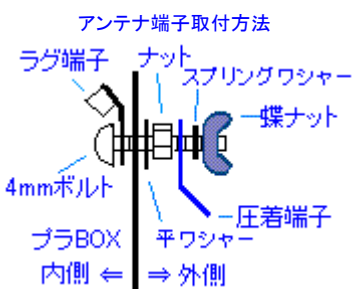 アンテナ端子取付方法
ラグ端子
ナット
スプリングワシャー
蝶ナット
4mmボルト
圧着端子
プラBOX
平ワシャー
内側 ⇐ ⇒ 外側